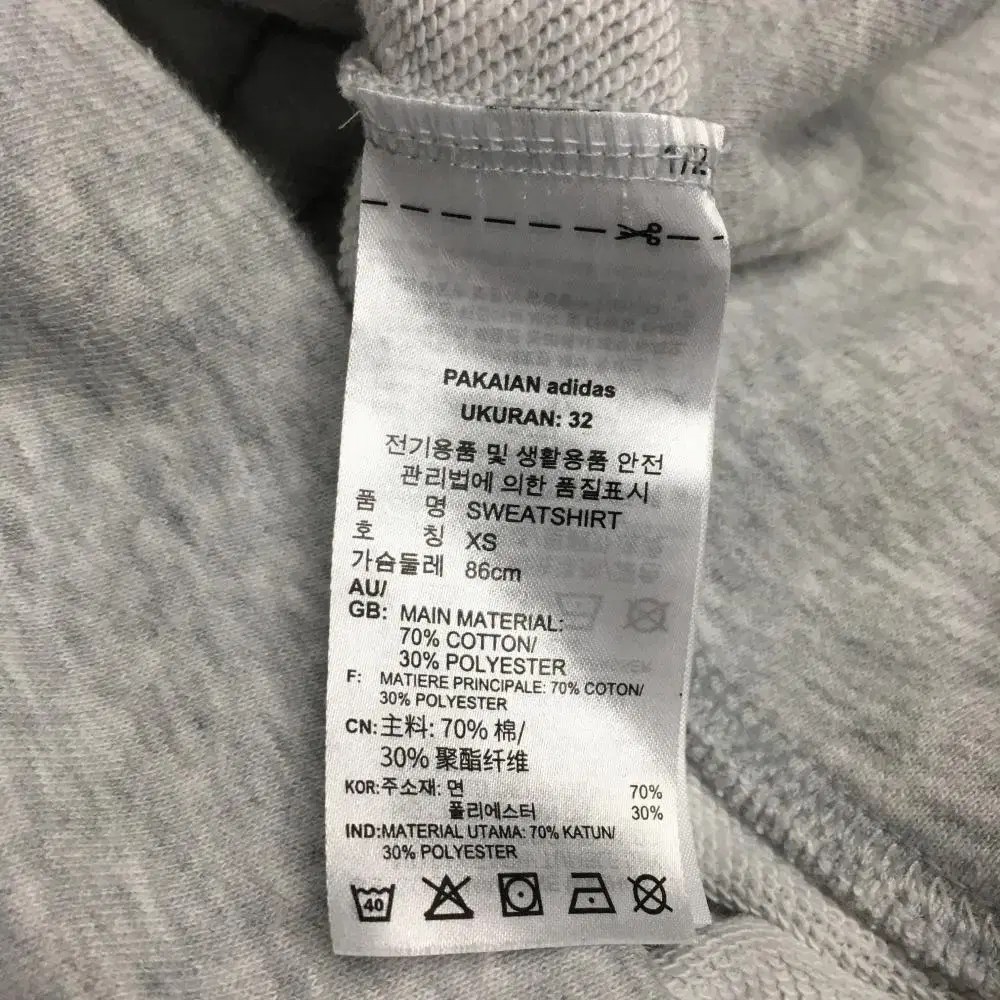 1/2
PAKAIAN adidas
UKURAN: 32
전기용품 및 생활용품 안전
관리법에 의한 품질표시
품 명 SWEATSHIRT
호 칭 XS
가슴둘레 86cm
AU/
GB: MAIN MATERIAL:
70% COTTON/
30% POLYESTER
F: MATIERE PRINCIPALE: 70% COTON/
30% POLYESTER
CN:主料: 70% 棉/
30% 聚酯纤维
KOR:주소재: 면 70%
폴리에스터 30%
IND:MATERIAL UTAMA: 70% KATUN/
30% POLYESTER
40